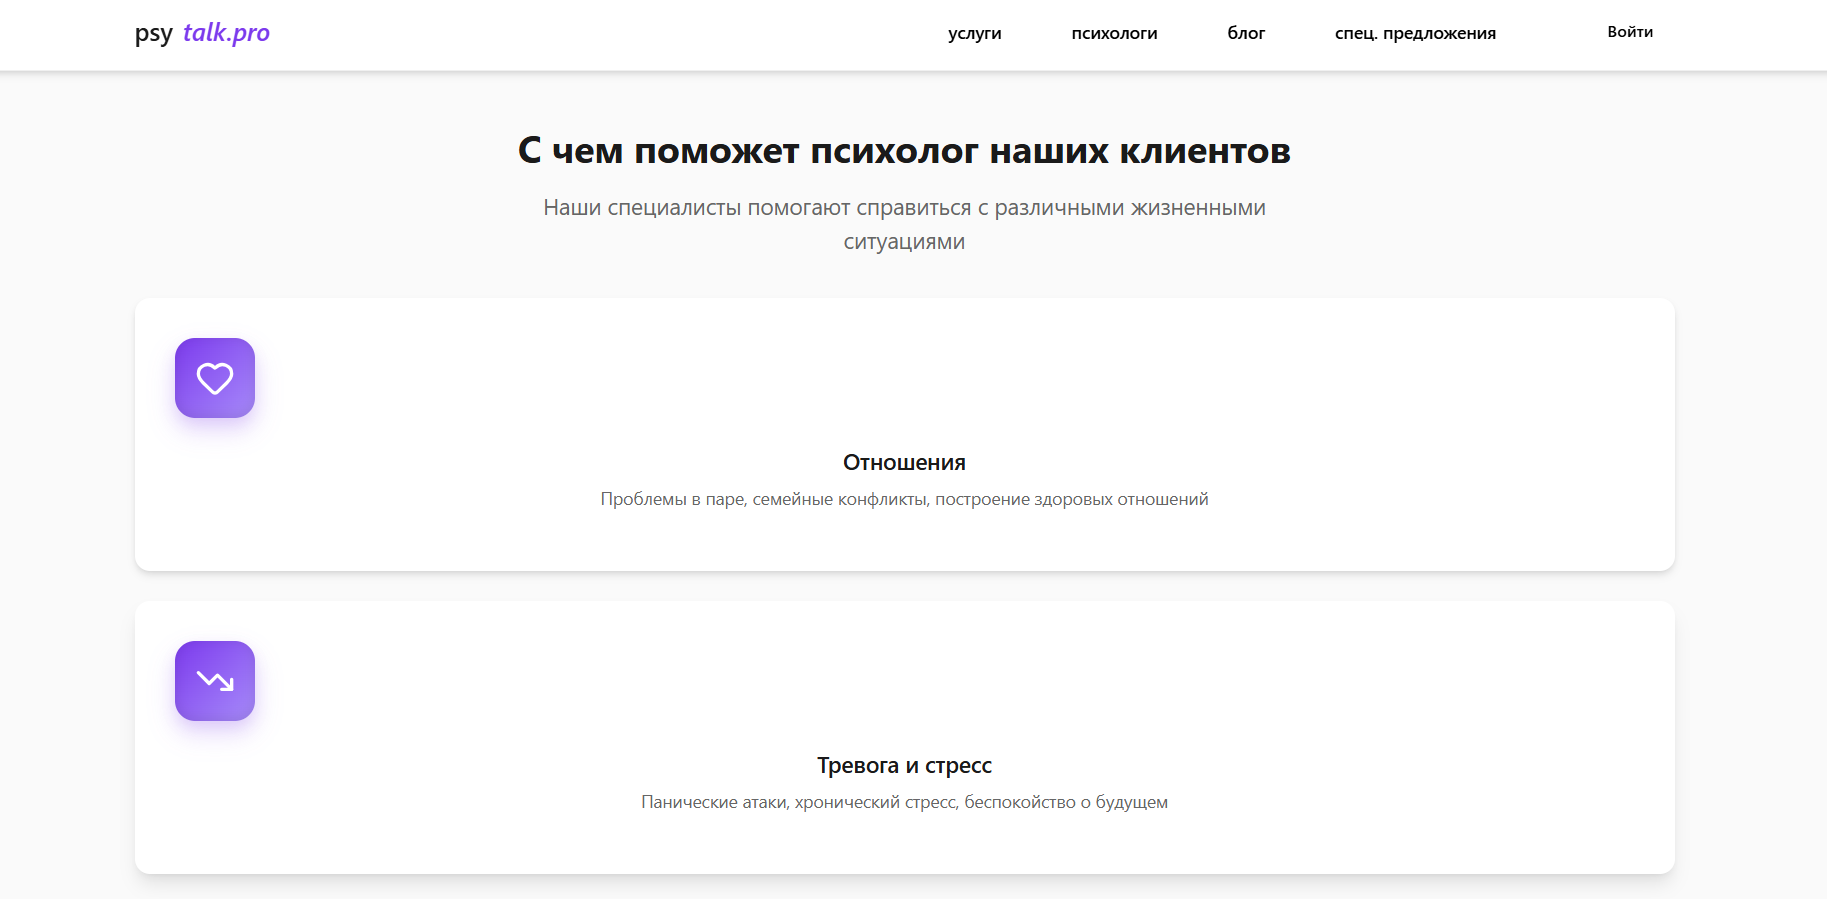 psy talk.pro услуги психологи блог спец. предложения Войти
С чем поможет психолог наших клиентов
Наши специалисты помогают справиться с различными жизненными
ситуациями
Отношения
Проблемы в паре, семейные конфликты, построение здоровых отношений
Тревога и стресс
Панические атаки, хронический стресс, беспокойство о будущем